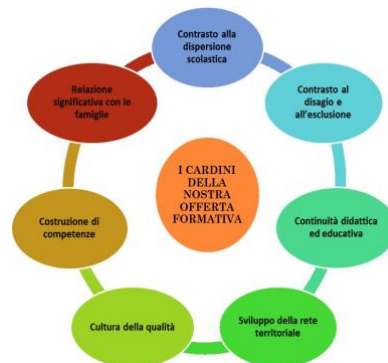 Contrasto alla
dispersione
scolastica
Contrasto al
disagio e
all'esclusione
Continuità didattica
ed educativa
Sviluppo della rete
territoriale
Cultura della qualità
Costruzione di
competenze
Relazione
significativa con le
famiglie
I CARDINI
DELLA
NOSTRA
OFFERTA
FORMATIVA